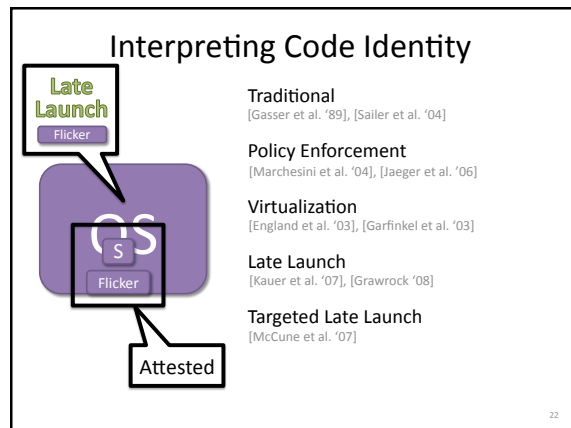 Interpreting Code Identity
Late
Launch
Flicker
OS
S
Flicker
Attested
Traditional
[Gasser et al. ‘89], [Sailer et al. ‘04]
Policy Enforcement
[Marchesini et al. ‘04], [Jaeger et al. ’06]
Virtualization
[England et al. ‘03], [Garfinkel et al. ‘03]
Late Launch
[Kauer et al. ‘07], [Grawrock ‘08]
Targeted Late Launch
[McCune et al. ‘07]
22